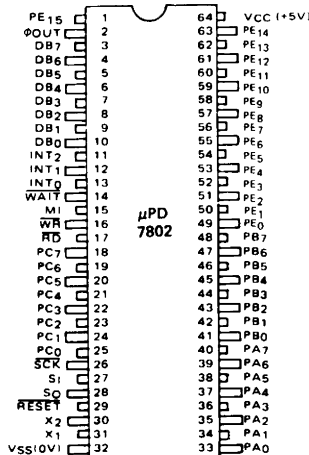 PE15 1 64 VCC (+5V)
ΦOUT 2 63 PE14
DB7 3 62 PE13
DB6 4 61 PE12
DB5 5 60 PE11
DB4 6 59 PE10
DB3 7 58 PE9
DB2 8 57 PE8
DB1 9 56 PE7
DB0 10 55 PE6
INT2 11 54 PE5
INT1 12 53 PE4
INT0 13 52 PE3
WAIT 14 51 PE2
M1 15 50 PE1
WR 16 49 PE0
μPD
7802
RD 17 48 PB7
PC7 18 47 PB6
PC6 19 46 PB5
PC5 20 45 PB4
PC4 21 44 PB3
PC3 22 43 PB2
PC2 23 42 PB1
PC1 24 41 PB0
PC0 25 40 PA7
SCK 26 39 PA6
SI 27 38 PA5
SO 28 37 PA4
RESET 29 36 PA3
X2 30 35 PA2
X1 31 34 PA1
VSS(0V) 32 33 PA0